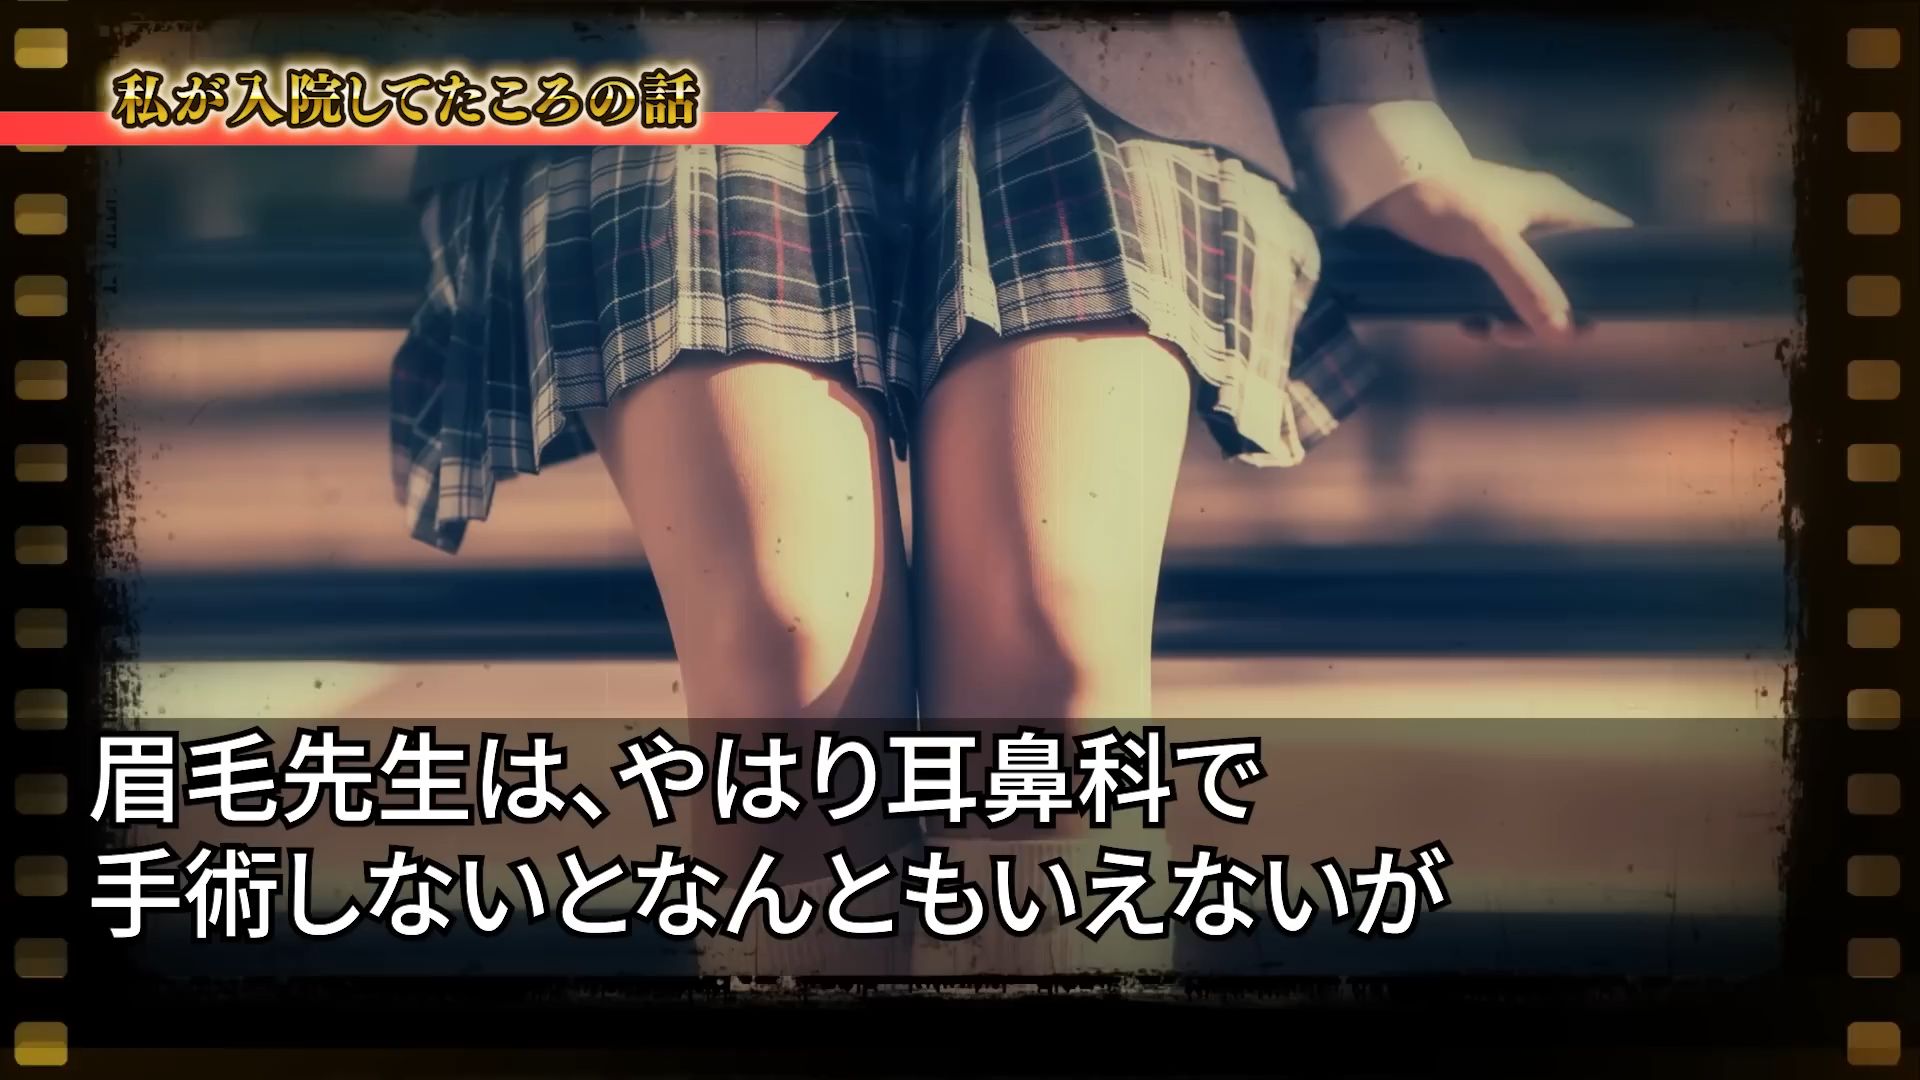 私が入院してたころの話
眉毛先生は、やはり耳鼻科で
手術しないとなんともいえないが